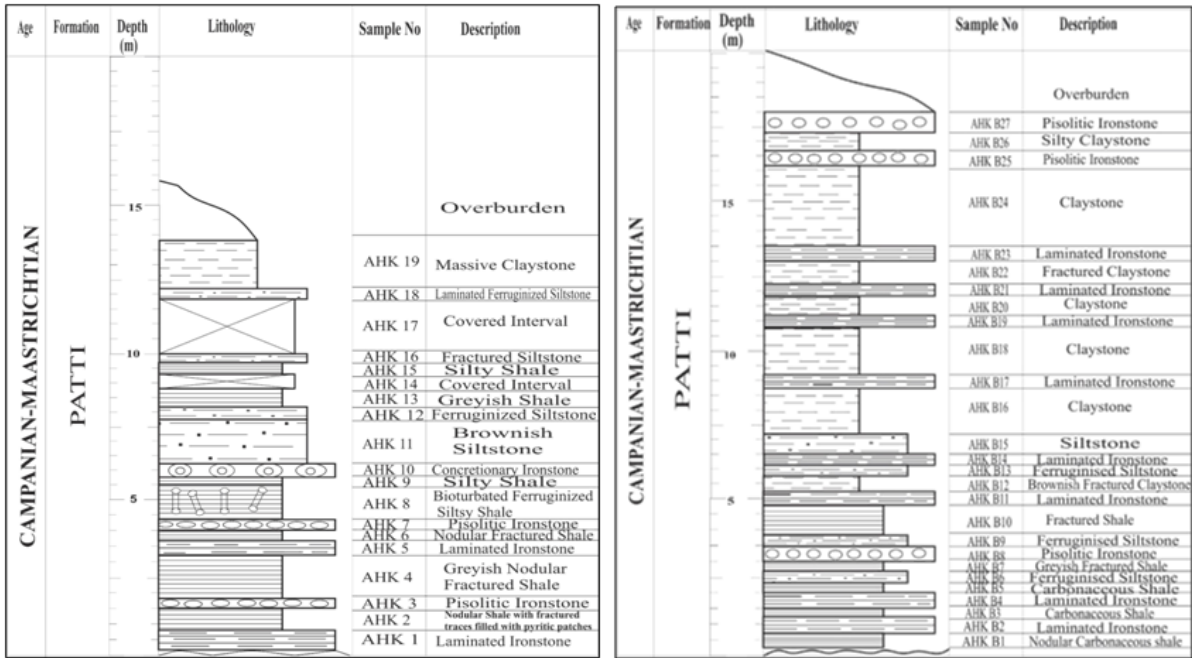 Age Formation Depth (m) Lithology Sample No Description
CAMPANIAN-MAASTRICHTIAN
PATTI
15
10
5
Overburden
AHK 19 Massive Claystone
AHK 18 Laminated Ferruginized Siltstone
AHK 17 Covered Interval
AHK 16 Fractured Siltstone
AHK 15 Silty Shale
AHK 14 Covered Interval
AHK 13 Greyish Shale
AHK 12 Ferruginized Siltstone
AHK 11 Brownish
Siltstone
AHK 10 Concretionary Ironstone
AHK 9 Silty Shale
AHK 8 Bioturbated Ferruginized
Siltsy Shale
AHK 7 Pisolitic Ironstone
AHK 6 Nodular Fractured Shale
AHK 5 Laminated Ironstone
AHK 4 Greyish Nodular
Fractured Shale
AHK 3 Pisolitic Ironstone
AHK 2 Nodular Shale with fractured
traces filled with pyritic patches
AHK 1 Laminated Ironstone
Age Formation Depth (m) Lithology Sample No Description
CAMPANIAN-MAASTRICHTIAN
PATTI
15
10
5
Overburden
AHK B27 Pisolitic Ironstone
AHK B26 Silty Claystone
AHK B25 Pisolitic Ironstone
AHK B24 Claystone
AHK B23 Laminated Ironstone
AHK B22 Fractured Claystone
AHK B21 Laminated Ironstone
AHK B20 Claystone
AHK B19 Laminated Ironstone
AHK B18 Claystone
AHK B17 Laminated Ironstone
AHK B16 Claystone
AHK B15 Siltstone
AHK B14 Laminated Ironstone
AHK B13 Ferruginised Siltstone
AHK B12 Brownish Fractured Claystone
AHK B11 Laminated Ironstone
AHK B10 Fractured Shale
AHK B9 Ferruginised Siltstone
AHK B8 Pisolitic Ironstone
AHK B7 Greyish Fractured Shale
AHK B6 Ferruginised Siltstone
AHK B5 Carbonaceous Shale
AHK B4 Laminated Ironstone
AHK B3 Carbonaceous Shale
AHK B2 Laminated Ironstone
AHK B1 Nodular Carbonaceous shale